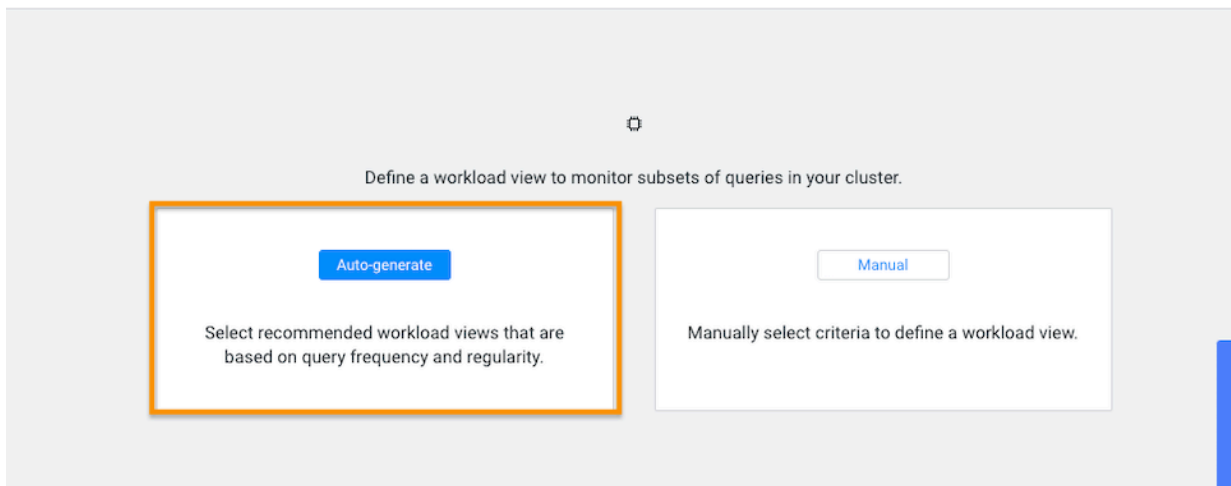 Define a workload view to monitor subsets of queries in your cluster.
Auto-generate
Select recommended workload views that are
based on query frequency and regularity.
Manual
Manually select criteria to define a workload view.